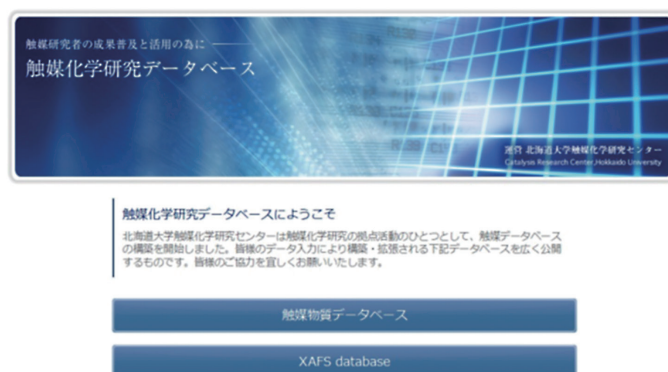 触媒研究者の成果普及と活用の為に
触媒化学研究データベース
運営 北海道大学触媒化学研究センター
Catalysis Research Center,Hokkaido University
触媒化学研究データベースにようこそ
北海道大学触媒化学研究センターは触媒化学研究の拠点活動のひとつとして、触媒データベース
の構築を開始しました。皆様のデータ入力により構築・拡張される下記データベースを広く公開
するものです。皆様のご協力を宜しくお願いいたします。
触媒物質データベース
XAFS database